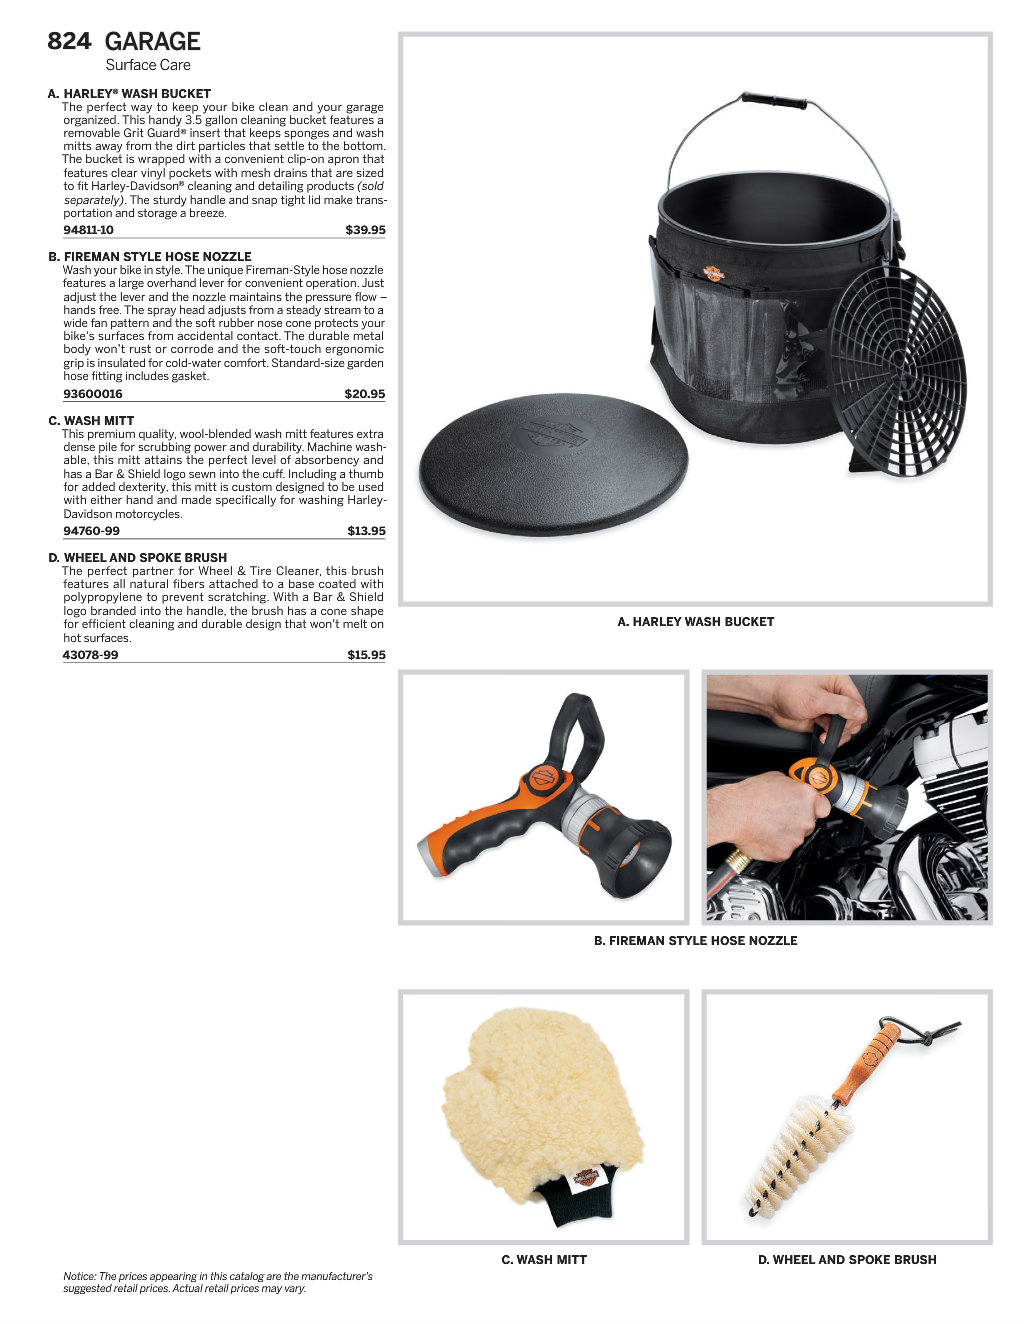 824 GARAGE
Surface Care
A. HARLEY® WASH BUCKET
The perfect way to keep your bike clean and your garage
organized. This handy 3.5 gallon cleaning bucket features a
removable Grit Guard® insert that keeps sponges and wash
mitts away from the dirt particles that settle to the bottom.
The bucket is wrapped with a convenient clip-on apron that
features clear vinyl pockets with mesh drains that are sized
to fit Harley-Davidson® cleaning and detailing products (sold
separately). The sturdy handle and snap tight lid make trans-
portation and storage a breeze.
94811-10 $39.95
B. FIREMAN STYLE HOSE NOZZLE
Wash your bike in style. The unique Fireman-Style hose nozzle
features a large overhand lever for convenient operation. Just
adjust the lever and the nozzle maintains the pressure flow –
hands free. The spray head adjusts from a steady stream to a
wide fan pattern and the soft rubber nose cone protects your
bike's surfaces from accidental contact. The durable metal
body won't rust or corrode and the soft-touch ergonomic
grip is insulated for cold-water comfort. Standard-size garden
hose fitting includes gasket.
93600016 $20.95
C. WASH MITT
This premium quality, wool-blended wash mitt features extra
dense pile for scrubbing power and durability. Machine wash-
able, this mitt attains the perfect level of absorbency and
has a Bar & Shield logo sewn into the cuff. Including a thumb
for added dexterity, this mitt is custom designed to be used
with either hand and made specifically for washing Harley-
Davidson motorcycles.
94760-99 $13.95
D. WHEEL AND SPOKE BRUSH
The perfect partner for Wheel & Tire Cleaner, this brush
features all natural fibers attached to a base coated with
polypropylene to prevent scratching. With a Bar & Shield
logo branded into the handle, the brush has a cone shape
for efficient cleaning and durable design that won't melt on
hot surfaces.
43078-99 $15.95
A. HARLEY WASH BUCKET
B. FIREMAN STYLE HOSE NOZZLE
C. WASH MITT
D. WHEEL AND SPOKE BRUSH
Notice: The prices appearing in this catalog are the manufacturer's
suggested retail prices. Actual retail prices may vary.